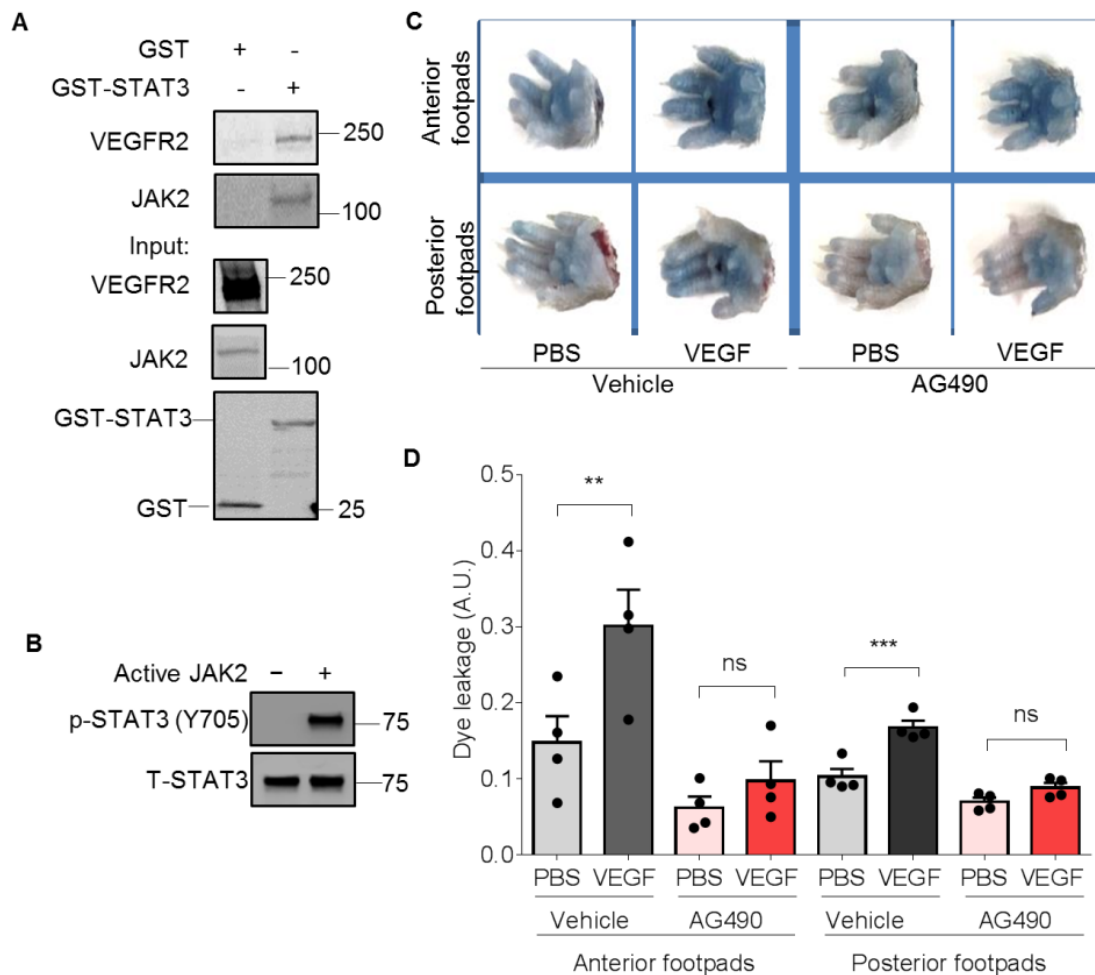 A
GST + -
GST-STAT3 - +
VEGFR2 250
JAK2 100
Input:
VEGFR2 250
JAK2 100
GST-STAT3
GST 25
B
Active JAK2 - +
p-STAT3 (Y705) 75
T-STAT3 75
C
Anterior footpads
Posterior footpads
PBS VEGF PBS VEGF
Vehicle AG490
D
Dye leakage (A.U.)
0.5
0.4
0.3
0.2
0.1
0.0
** ns *** ns
PBS VEGF PBS VEGF PBS VEGF PBS VEGF
Vehicle AG490 Vehicle AG490
Anterior footpads Posterior footpads